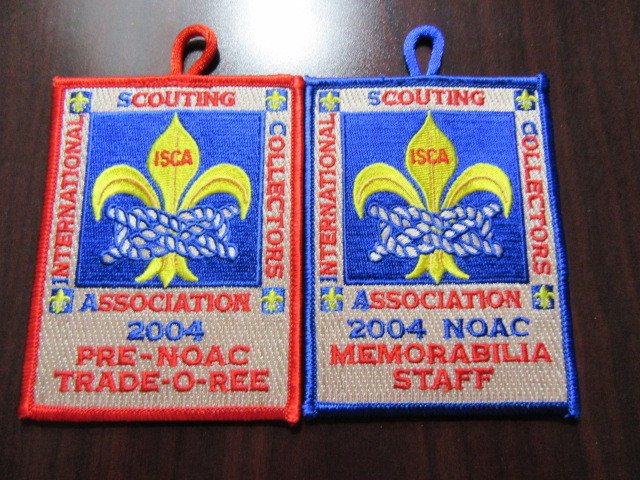 SCOUTING
INTERNATIONAL
COLLECTORS
ISCA
ASSOCIATION
2004
PRE-NOAC
TRADE-O-REE
SCOUTING
INTERNATIONAL
COLLECTORS
ISCA
ASSOCIATION
2004 NOAC
MEMORABILIA
STAFF